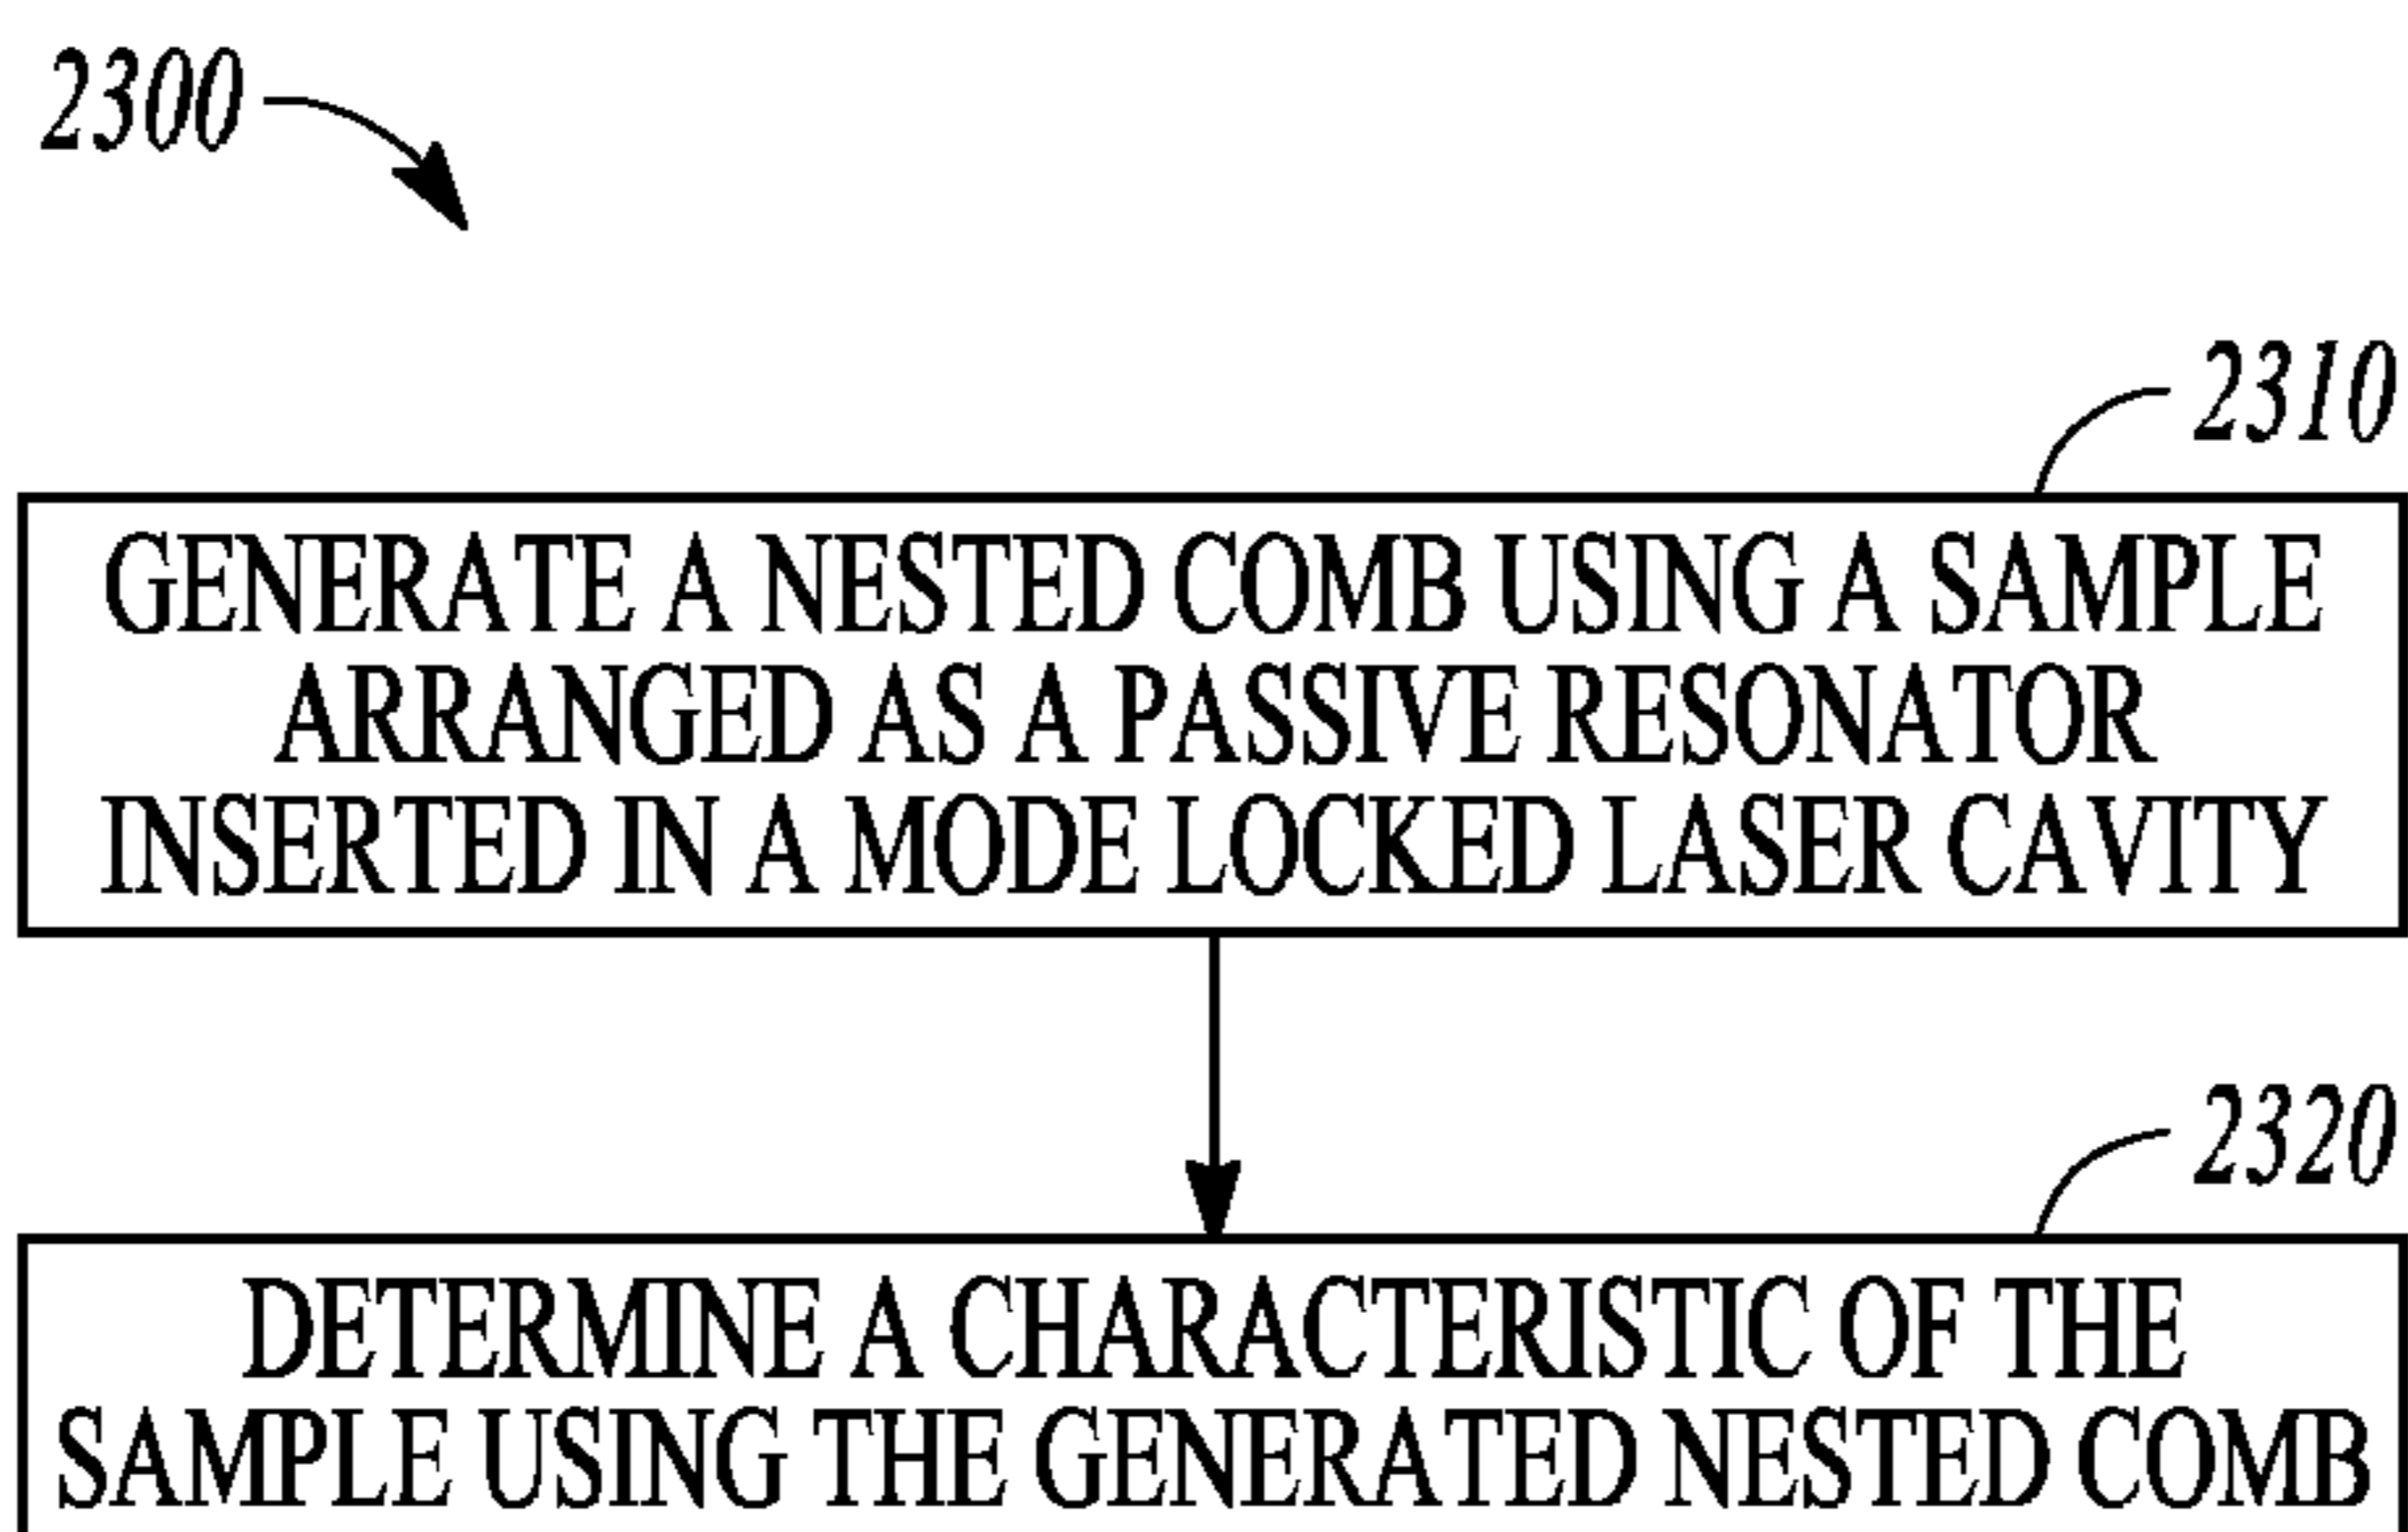 2300
2310
GENERATE A NESTED COMB USING A SAMPLE
ARRANGED AS A PASSIVE RESONATOR
INSERTED IN A MODE LOCKED LASER CAVITY
2320
DETERMINE A CHARACTERISTIC OF THE
SAMPLE USING THE GENERATED NESTED COMB